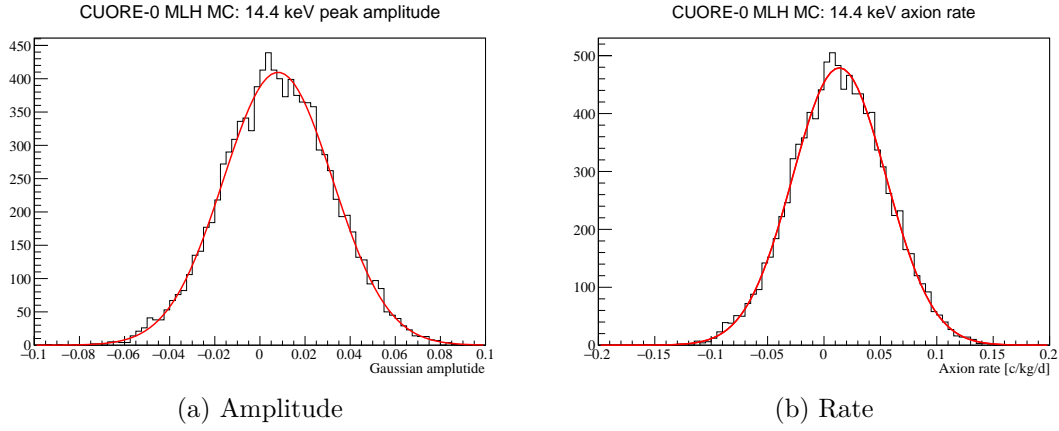 CUORE-0 MLH MC: 14.4 keV peak amplitude
450
400
350
300
250
200
150
100
50
0
−0.1 −0.08 −0.06 −0.04 −0.02 0 0.02 0.04 0.06 0.08 0.1
Gaussian amplutide
(a) Amplitude
CUORE-0 MLH MC: 14.4 keV axion rate
500
400
300
200
100
0
−0.2 −0.15 −0.1 −0.05 0 0.05 0.1 0.15 0.2
Axion rate [c/kg/d]
(b) Rate